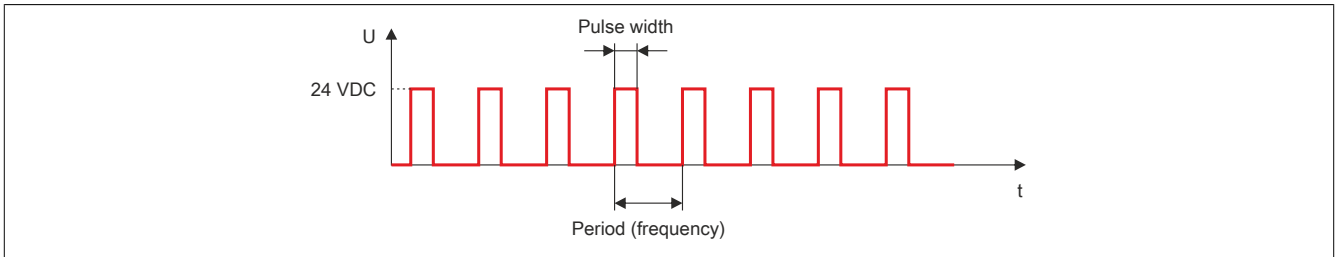 Pulse width
U
24 VDC
t
Period (frequency)